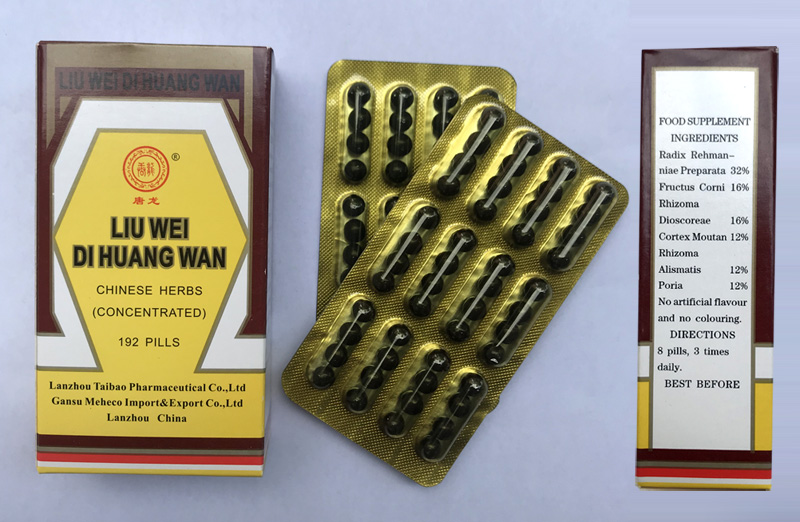 LIU WEI DI HUANG WAN
®
唐龙
LIU WEI
DI HUANG WAN
CHINESE HERBS
(CONCENTRATED)
192 PILLS
Lanzhou Taibao Pharmaceutical Co.,Ltd
Gansu Meheco Import&Export Co.,Ltd
Lanzhou China
FOOD SUPPLEMENT
INGREDIENTS
Radix Rehman-
niae Preparata 32%
Fructus Corni 16%
Rhizoma
Dioscoreae 16%
Cortex Moutan 12%
Rhizoma
Alismatis 12%
Poria 12%
No artificial flavour
and no colouring.
DIRECTIONS
8 pills, 3 times
daily.
BEST BEFORE